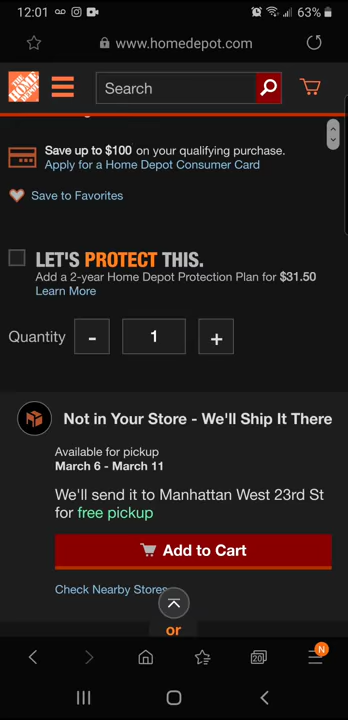 12:01
63%
www.homedepot.com
THE HOME DEPOT
Search
Save up to $100 on your qualifying purchase.
Apply for a Home Depot Consumer Card
Save to Favorites
LET'S PROTECT THIS.
Add a 2-year Home Depot Protection Plan for $31.50
Learn More
Quantity - 1 +
Not in Your Store - We'll Ship It There
Available for pickup
March 6 - March 11
We'll send it to Manhattan West 23rd St
for free pickup
Add to Cart
Check Nearby Stores
or
20
N